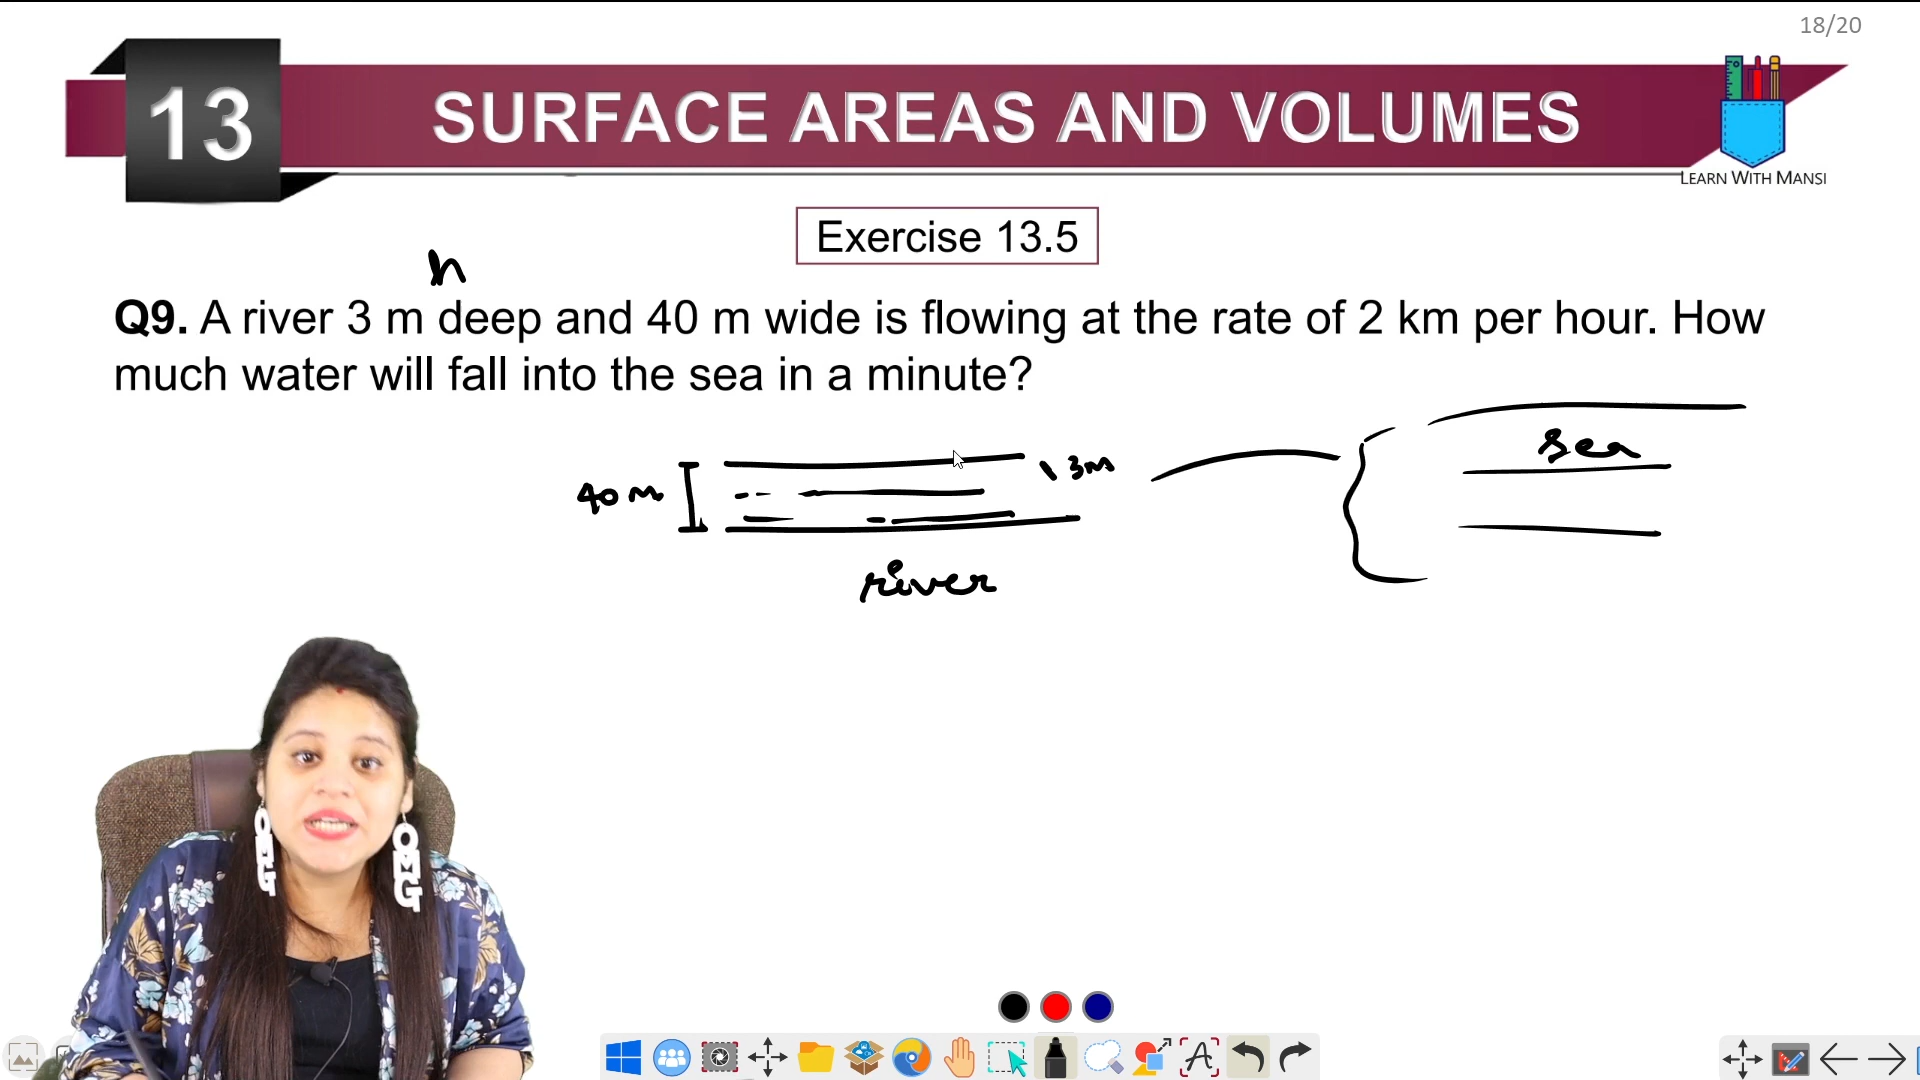 18/20
13
SURFACE AREAS AND VOLUMES
LEARN WITH MANSI
Exercise 13.5
h
Q9. A river 3 m deep and 40 m wide is flowing at the rate of 2 km per hour. How
much water will fall into the sea in a minute?
sea
3m
40 m
river
OMG
OMG